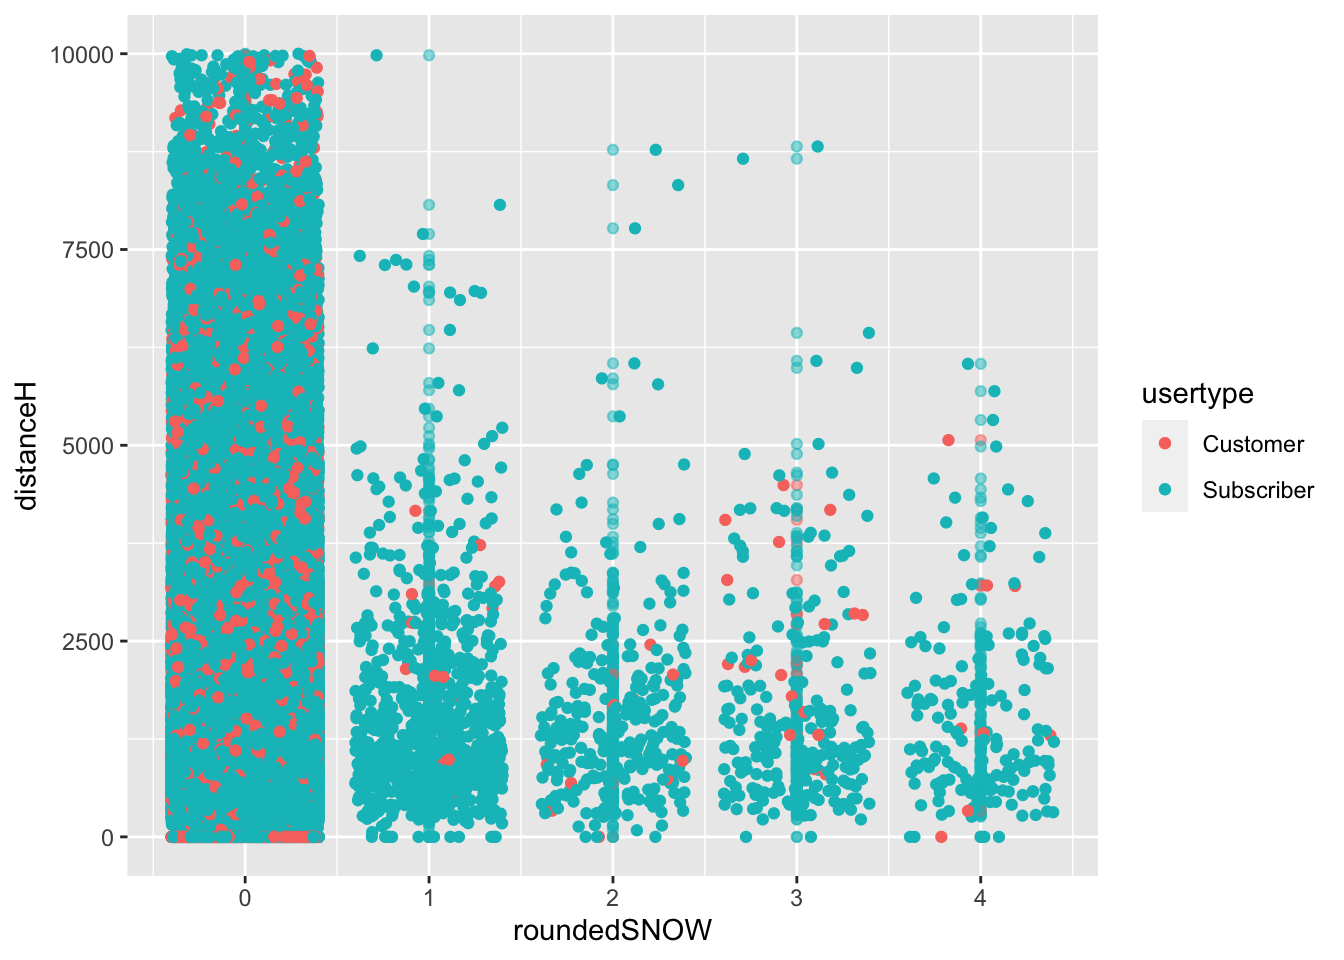 10000
7500
5000
2500
0
distanceH
0 1 2 3 4
roundedSNOW
usertype
Customer
Subscriber